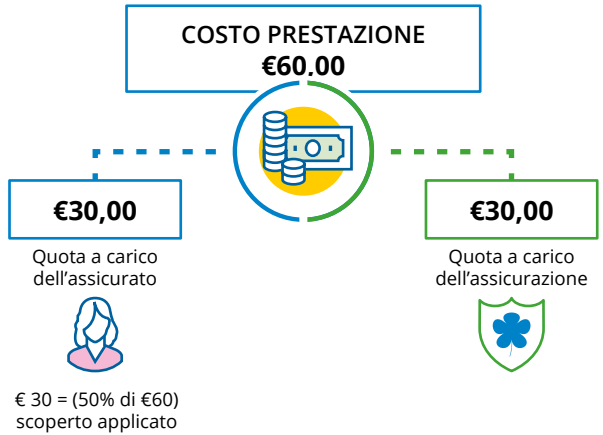 COSTO PRESTAZIONE
€60,00
€30,00
Quota a carico
dell’assicurato
€ 30 = (50% di €60)
scoperto applicato
€30,00
Quota a carico
dell’assicurazione